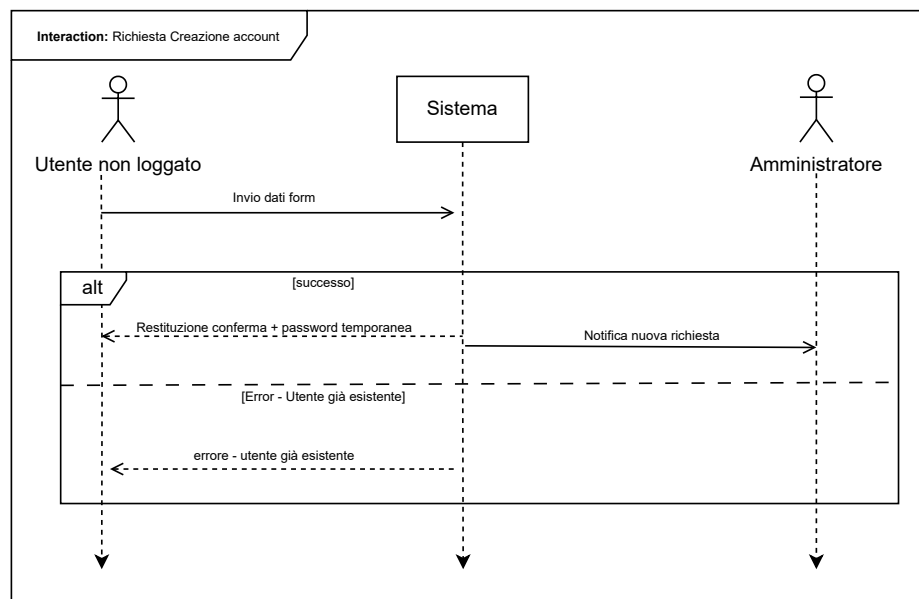 Interaction: Richiesta Creazione account
Utente non loggato
Sistema
Amministratore
Invio dati form
alt
[successo]
Restituzione conferma + password temporanea
Notifica nuova richiesta
[Error - Utente già esistente]
errore - utente già esistente